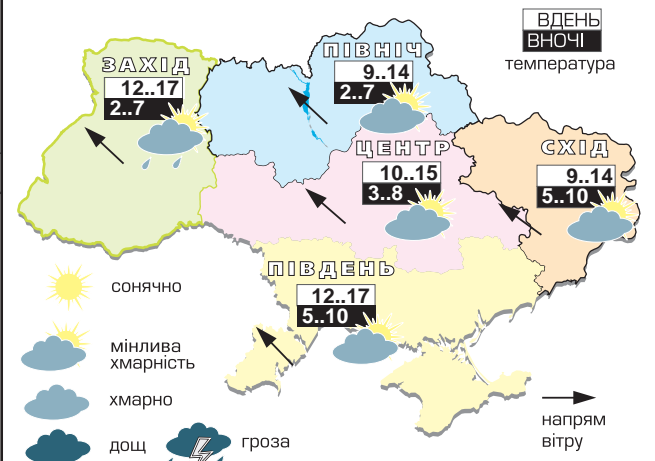 ВДЕНЬ
ВНОЧІ
температура
ЗАХІД
12..17
2..7
ПІВНІЧ
9..14
2..7
ЦЕНТР
10..15
3..8
СХІД
9..14
5..10
ПІВДЕНЬ
12..17
5..10
сонячно
мінлива
хмарність
хмарно
дощ
гроза
напрям
вітру